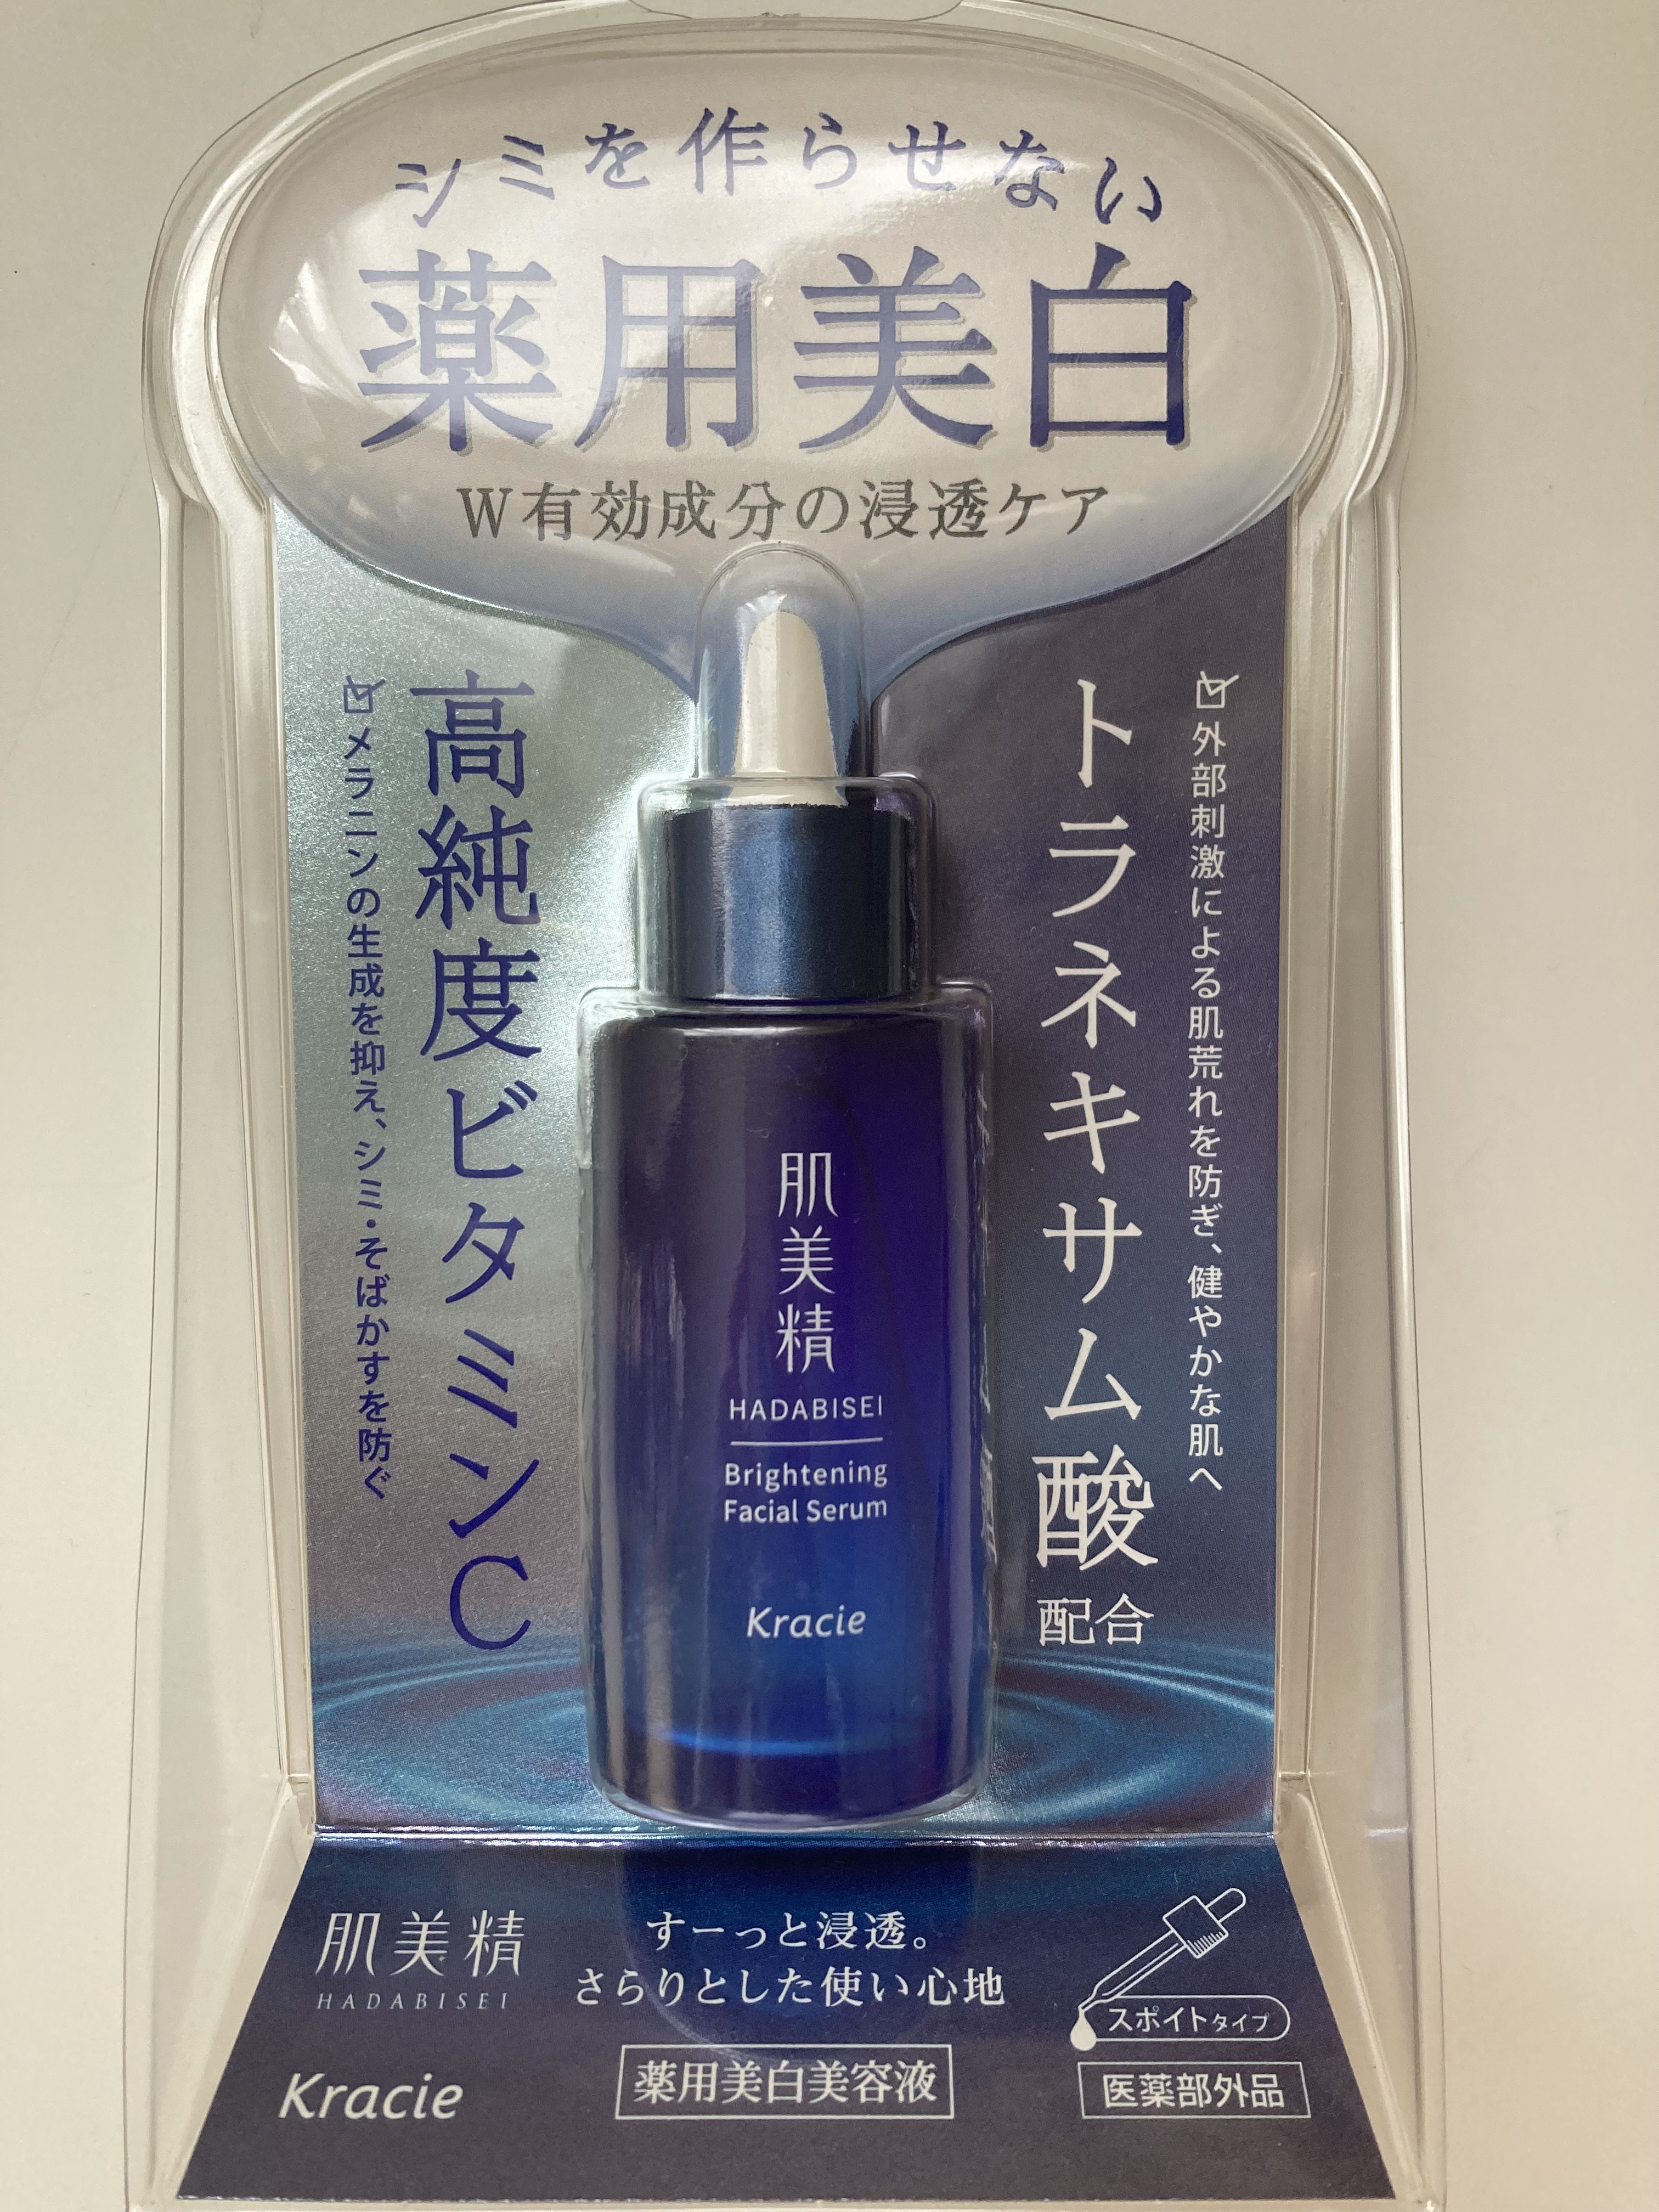 シミを作らせない
薬用美白
W有効成分の浸透ケア
外部刺激による肌荒れを防ぎ、健やかな肌へ
トラネキサム酸配合
高純度ビタミンC
メラニンの生成を抑え、シミ・そばかすを防ぐ
肌美精
HADABISEI
Brightening
Facial Serum
Kracie
肌美精
HADABISEI
Kracie
すーっと浸透。
さらりとした使い心地
薬用美白美容液
スポイトタイプ
医薬部外品